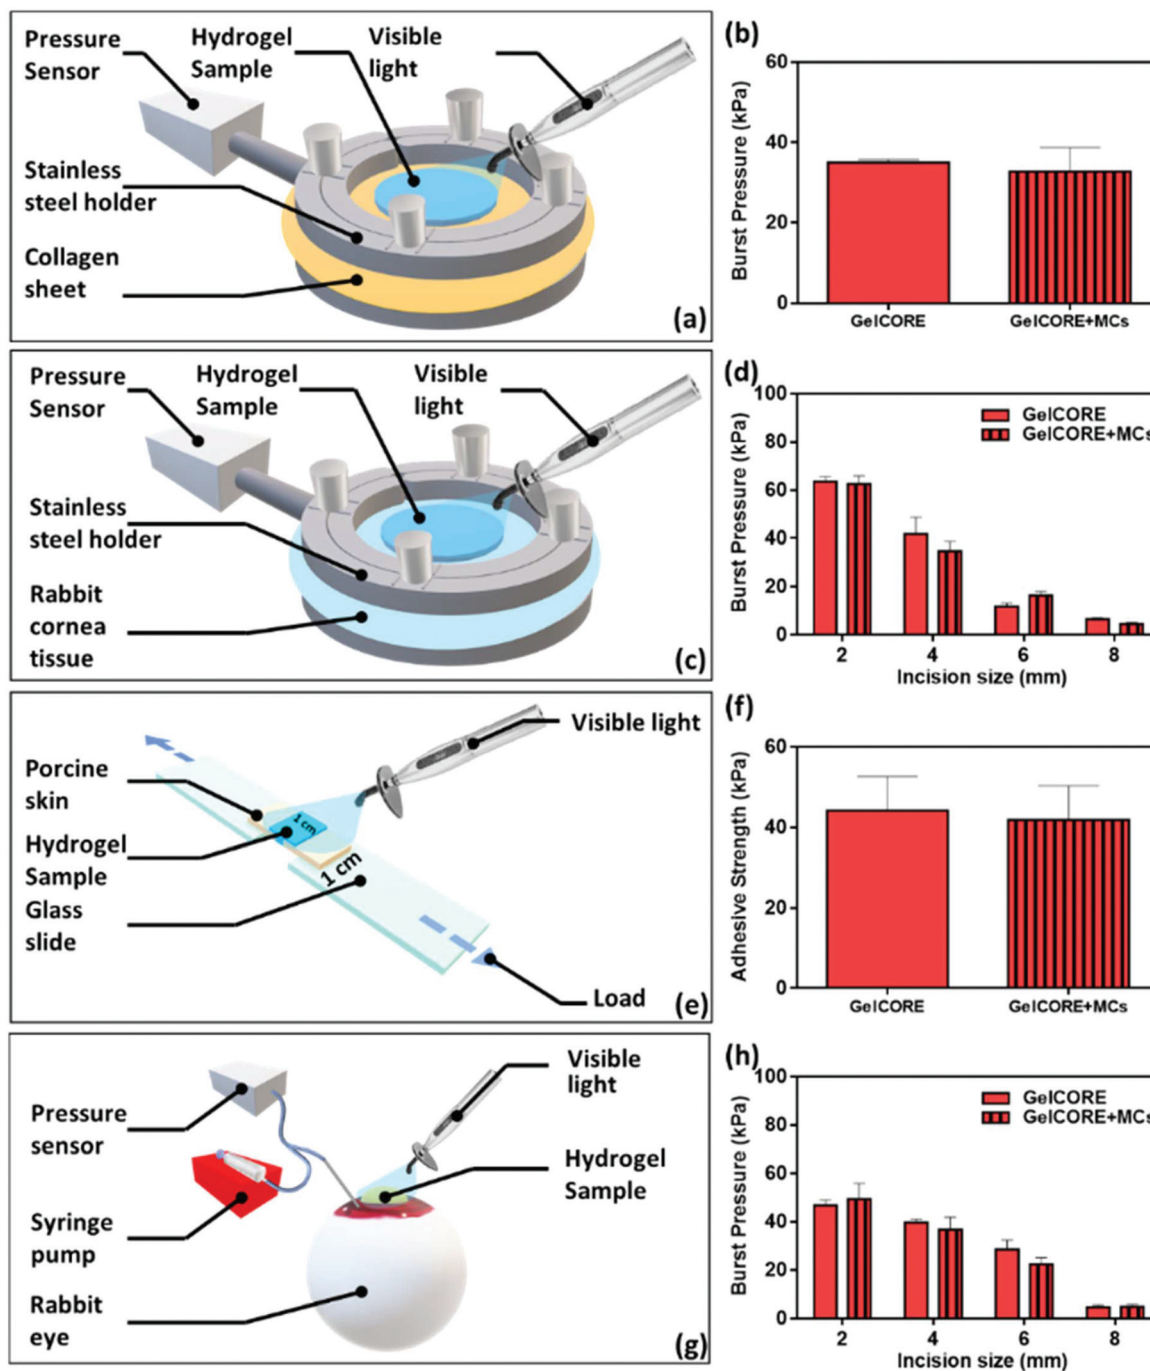 Pressure
Sensor
Hydrogel
Sample
Visible
light
Stainless
steel holder
Collagen
sheet
(a)
(b)
60
40
20
0
Burst Pressure (kPa)
GelCORE
GelCORE+MCs
Pressure
Sensor
Hydrogel
Sample
Visible
light
Stainless
steel holder
Rabbit
cornea
tissue
(c)
(d)
100
80
60
40
20
0
Burst Pressure (kPa)
GelCORE
GelCORE+MCs
2 4 6 8
Incision size (mm)
Visible light
Porcine
skin
Hydrogel
Sample
Glass
slide
1 cm
1 cm
Load
(e)
(f)
60
40
20
0
Adhesive Strength (kPa)
GelCORE
GelCORE+MCs
Visible
light
Pressure
sensor
Hydrogel
Sample
Syringe
pump
Rabbit
eye
(g)
(h)
100
80
60
40
20
0
Burst Pressure (kPa)
GelCORE
GelCORE+MCs
2 4 6 8
Incision size (mm)